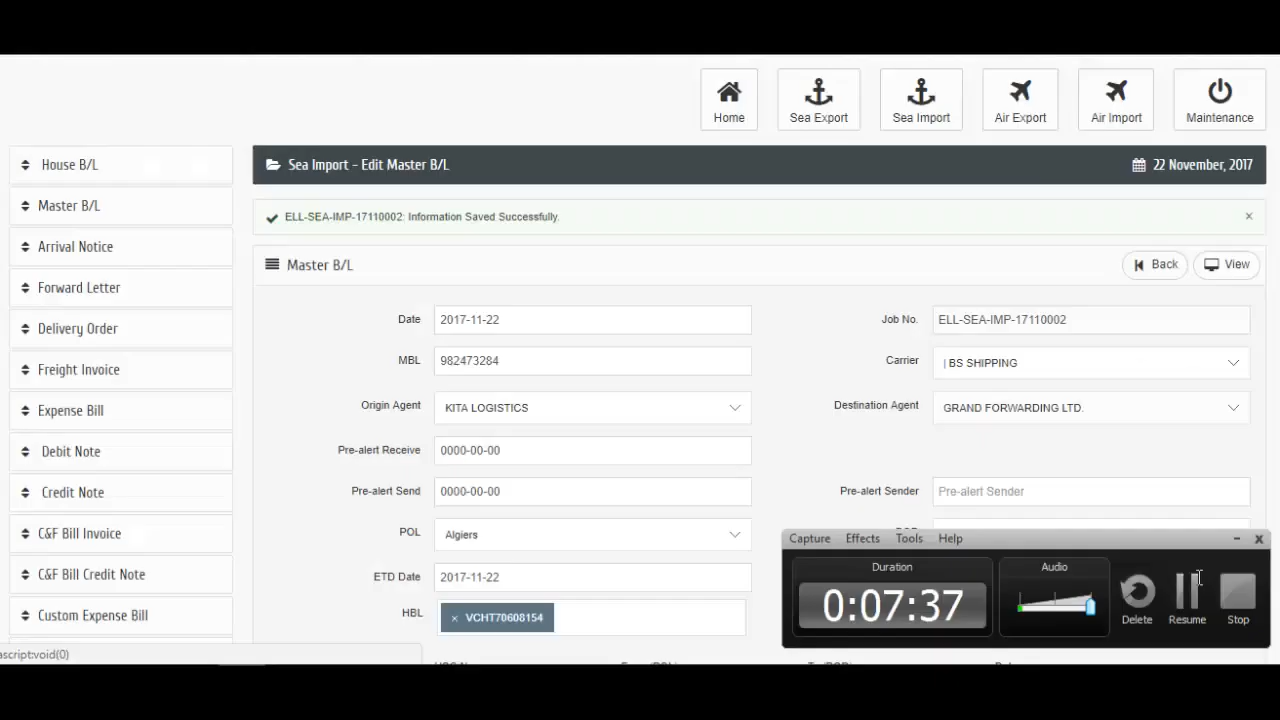 Home
Sea Export
Sea Import
Air Export
Air Import
Maintenance
House B/L
Master B/L
Arrival Notice
Forward Letter
Delivery Order
Freight Invoice
Expense Bill
Debit Note
Credit Note
C&F Bill Invoice
C&F Bill Credit Note
Custom Expense Bill
ascript:void(0)
Sea Import - Edit Master B/L
22 November, 2017
ELL-SEA-IMP-17110002: Information Saved Successfully.
×
Master B/L
Back
View
Date 2017-11-22
Job No. ELL-SEA-IMP-17110002
MBL 982473284
Carrier | BS SHIPPING
Origin Agent KITA LOGISTICS
Destination Agent GRAND FORWARDING LTD.
Pre-alert Receive 0000-00-00
Pre-alert Send 0000-00-00
Pre-alert Sender Pre-alert Sender
POL Algiers
ETD Date 2017-11-22
HBL × VCHT70608154
Capture Effects Tools Help
Duration
0:07:37
Audio
Delete
Resume
Stop